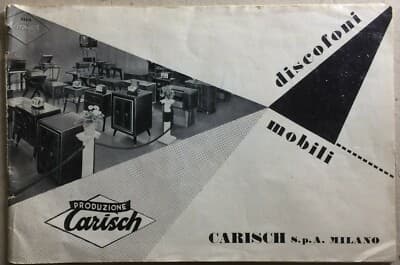 discofoni
mobili
PRODUZIONE
Carisch
CARISCH S.p.A. MILANO